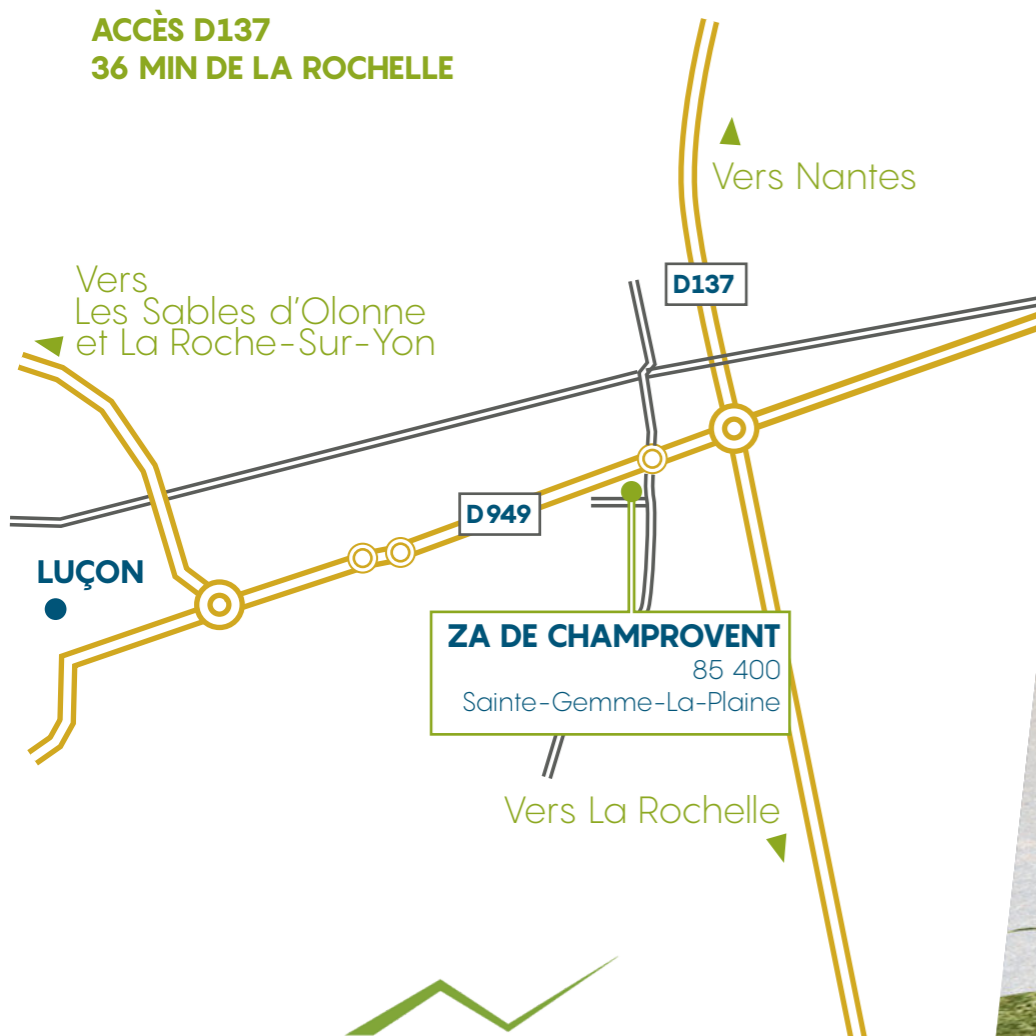 ACCÈS D137
36 MIN DE LA ROCHELLE
Vers Nantes
Vers
Les Sables d'Olonne
et La Roche-Sur-Yon
D137
D 949
LUÇON
ZA DE CHAMPROVENT
85 400
Sainte-Gemme-La-Plaine
Vers La Rochelle